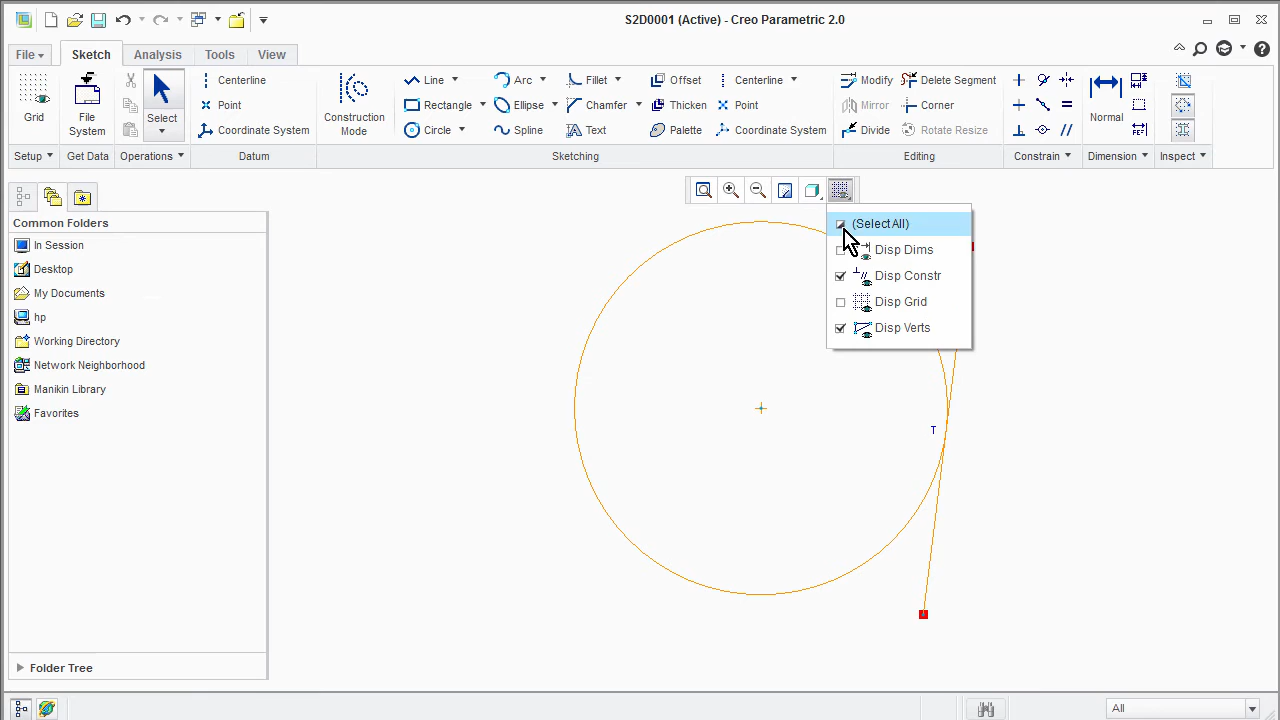 S2D0001 (Active) - Creo Parametric 2.0
File
Sketch
Analysis
Tools
View
Grid
Setup
File System
Get Data
Select
Operations
Centerline
Point
Coordinate System
Datum
Construction Mode
Line
Arc
Fillet
Offset
Centerline
Rectangle
Ellipse
Chamfer
Thicken
Point
Circle
Spline
Text
Palette
Coordinate System
Sketching
Modify
Delete Segment
Mirror
Corner
Divide
Rotate Resize
Editing
Constrain
Normal
Dimension
Inspect
Common Folders
In Session
Desktop
My Documents
hp
Working Directory
Network Neighborhood
Manikin Library
Favorites
Folder Tree
(Select All)
Disp Dims
Disp Constr
Disp Grid
Disp Verts
T
All